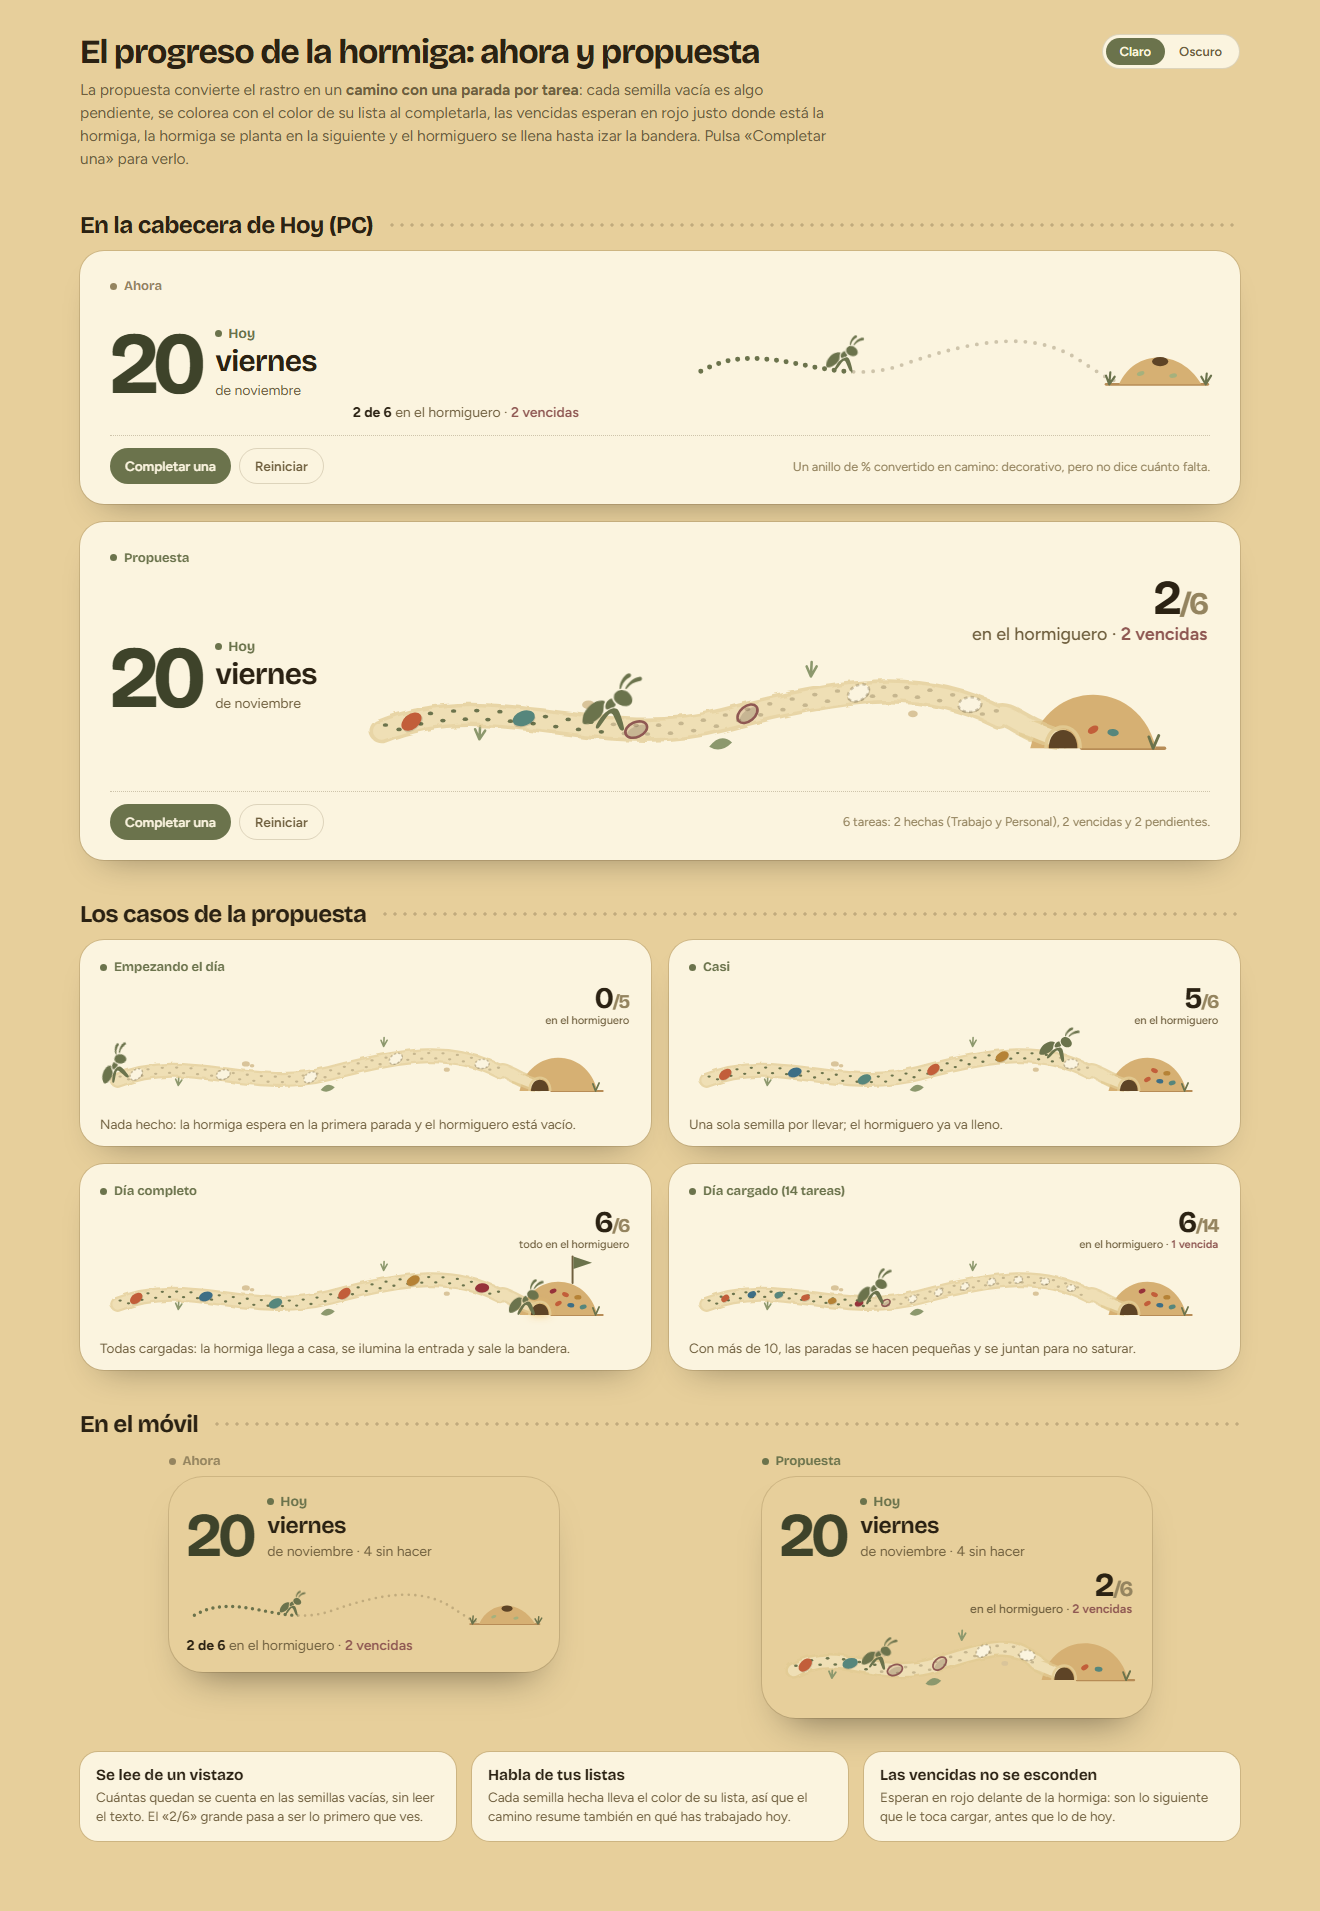 El progreso de la hormiga: ahora y propuesta
Claro
Oscuro
La propuesta convierte el rastro en un camino con una parada por tarea: cada semilla vacía es algo
pendiente, se colorea con el color de su lista al completarla, las vencidas esperan en rojo justo donde está la
hormiga, la hormiga se planta en la siguiente y el hormiguero se llena hasta izar la bandera. Pulsa «Completar
una» para verlo.
En la cabecera de Hoy (PC)
Ahora
20
Hoy
viernes
de noviembre
2 de 6 en el hormiguero · 2 vencidas
Completar una
Reiniciar
Un anillo de % convertido en camino: decorativo, pero no dice cuánto falta.
Propuesta
2/6
en el hormiguero · 2 vencidas
20
Hoy
viernes
de noviembre
Completar una
Reiniciar
6 tareas: 2 hechas (Trabajo y Personal), 2 vencidas y 2 pendientes.
Los casos de la propuesta
Empezando el día
0/5
en el hormiguero
Nada hecho: la hormiga espera en la primera parada y el hormiguero está vacío.
Casi
5/6
en el hormiguero
Una sola semilla por llevar; el hormiguero ya va lleno.
Día completo
6/6
todo en el hormiguero
Todas cargadas: la hormiga llega a casa, se ilumina la entrada y sale la bandera.
Día cargado (14 tareas)
6/14
en el hormiguero · 1 vencida
Con más de 10, las paradas se hacen pequeñas y se juntan para no saturar.
En el móvil
Ahora
20
Hoy
viernes
de noviembre · 4 sin hacer
2 de 6 en el hormiguero · 2 vencidas
Propuesta
20
Hoy
viernes
de noviembre · 4 sin hacer
2/6
en el hormiguero · 2 vencidas
Se lee de un vistazo
Cuántas quedan se cuenta en las semillas vacías, sin leer
el texto. El «2/6» grande pasa a ser lo primero que ves.
Habla de tus listas
Cada semilla hecha lleva el color de su lista, así que el
camino resume también en qué has trabajado hoy.
Las vencidas no se esconden
Esperan en rojo delante de la hormiga: son lo siguiente
que le toca cargar, antes que lo de hoy.